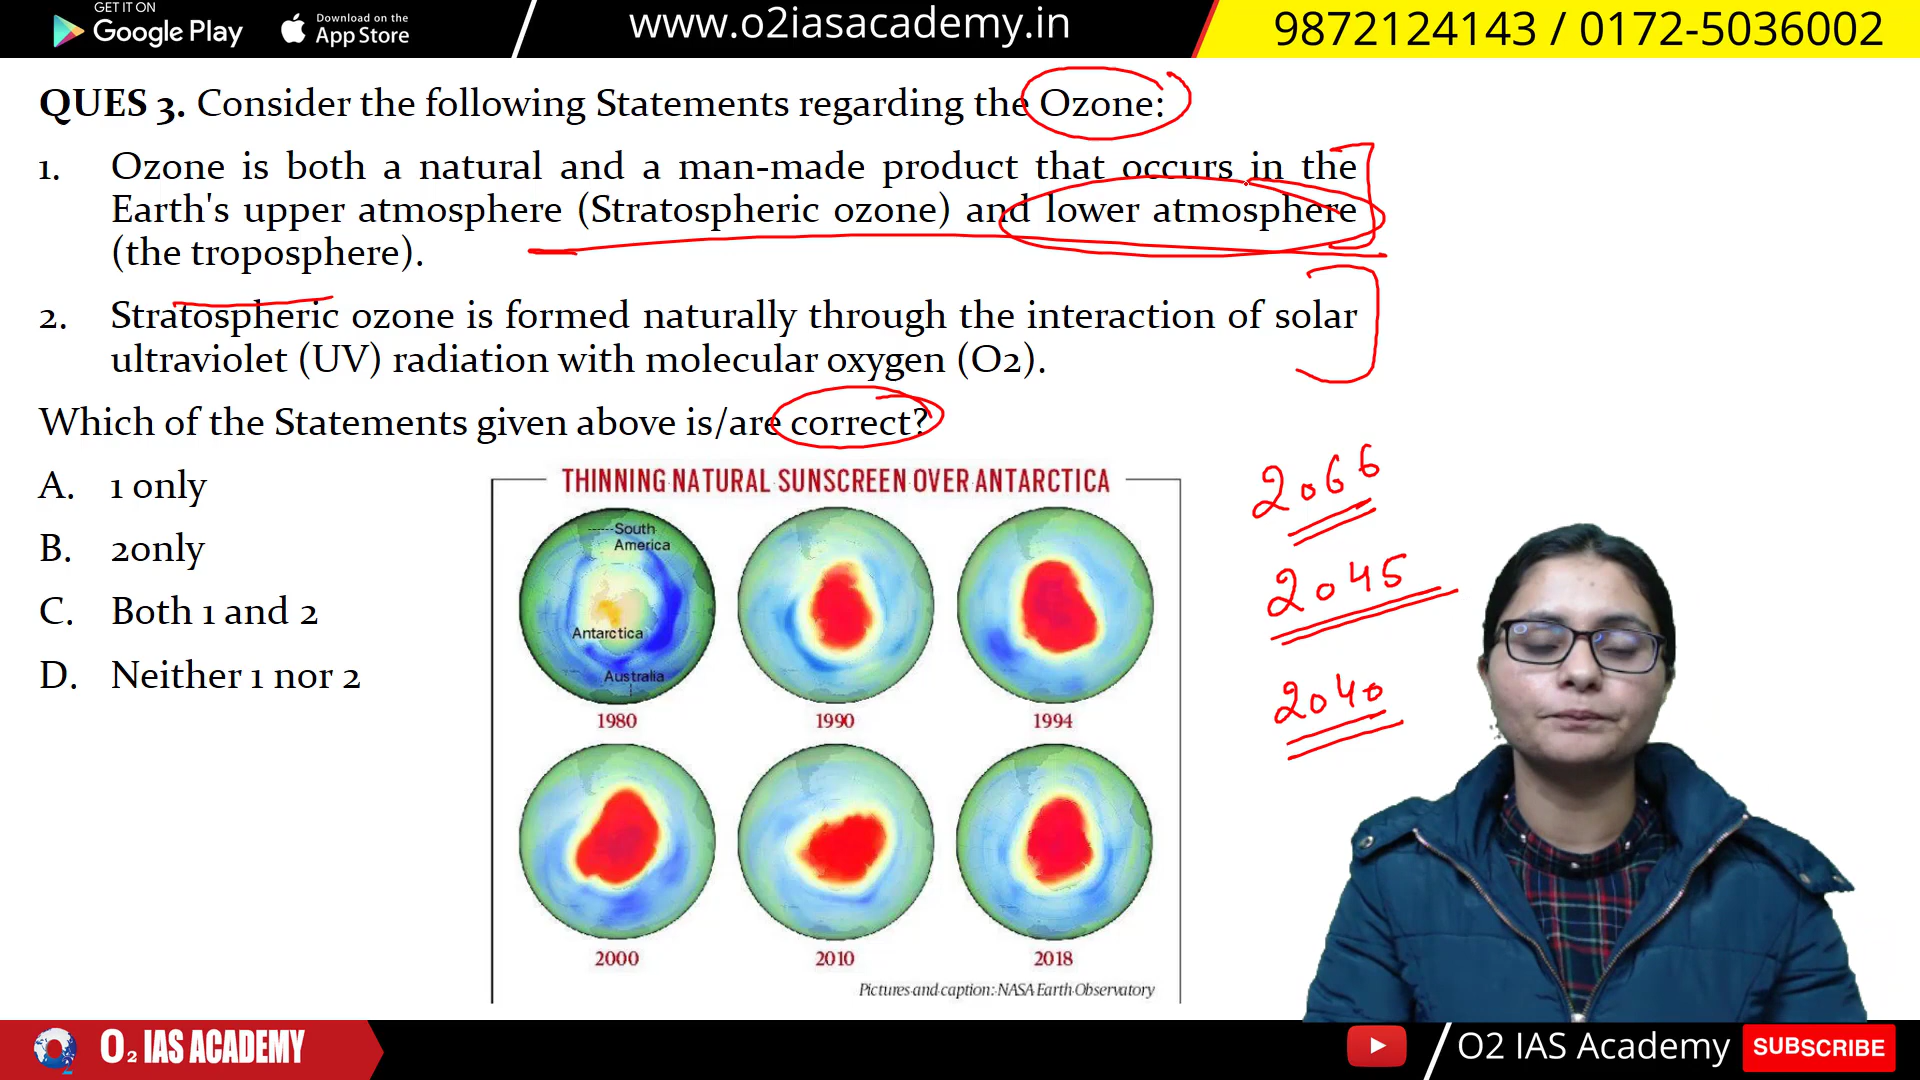 GET IT ON
Google Play
Download on the
App Store
www.o2iasacademy.in
9872124143 / 0172-5036002
QUES 3. Consider the following Statements regarding the Ozone:
1. Ozone is both a natural and a man-made product that occurs in the
Earth's upper atmosphere (Stratospheric ozone) and lower atmosphere
(the troposphere).
2. Stratospheric ozone is formed naturally through the interaction of solar
ultraviolet (UV) radiation with molecular oxygen (O2).
Which of the Statements given above is/are correct?
A. 1 only
B. 2only
C. Both 1 and 2
D. Neither 1 nor 2
THINNING NATURAL SUNSCREEN OVER ANTARCTICA
South
America
Antarctica
Australia
1980
1990
1994
2000
2010
2018
Pictures and caption: NASA Earth Observatory
2066
2045
2040
O2 IAS ACADEMY
O2 IAS Academy
SUBSCRIBE